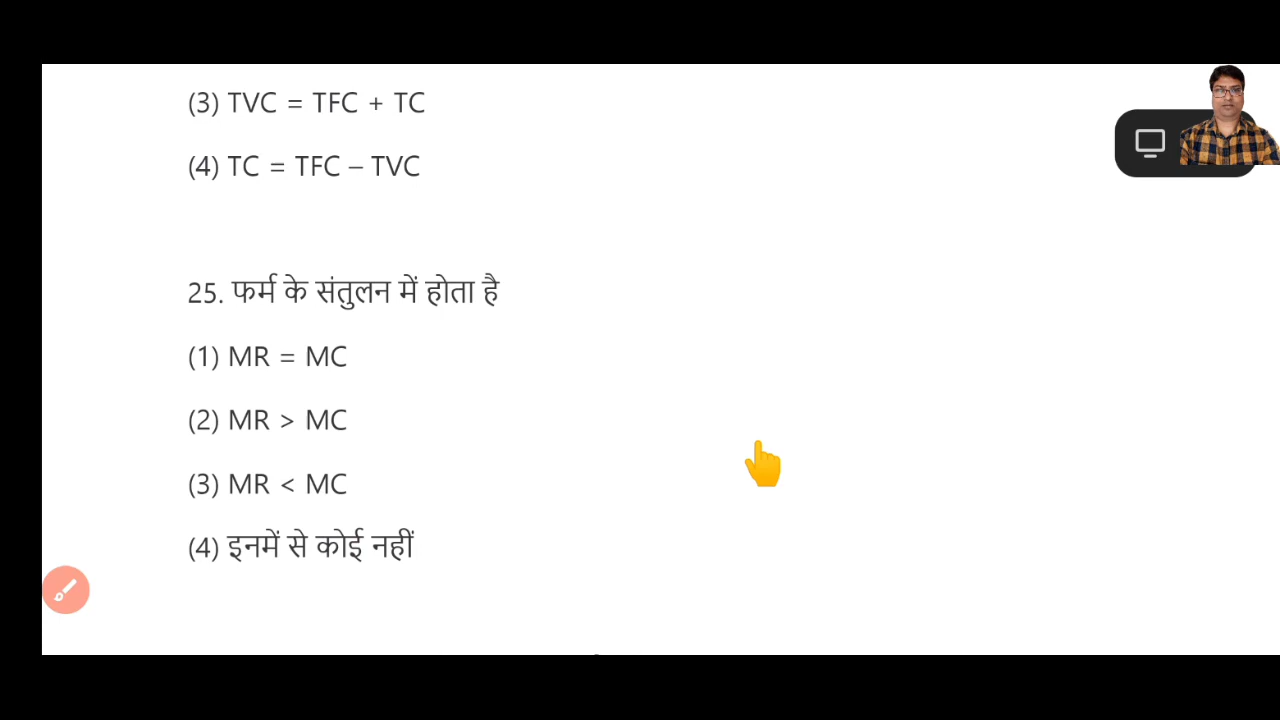 (3) TVC = TFC + TC
(4) TC = TFC – TVC
25. फर्म के संतुलन में होता है
(1) MR = MC
(2) MR > MC
(3) MR < MC
(4) इनमें से कोई नहीं